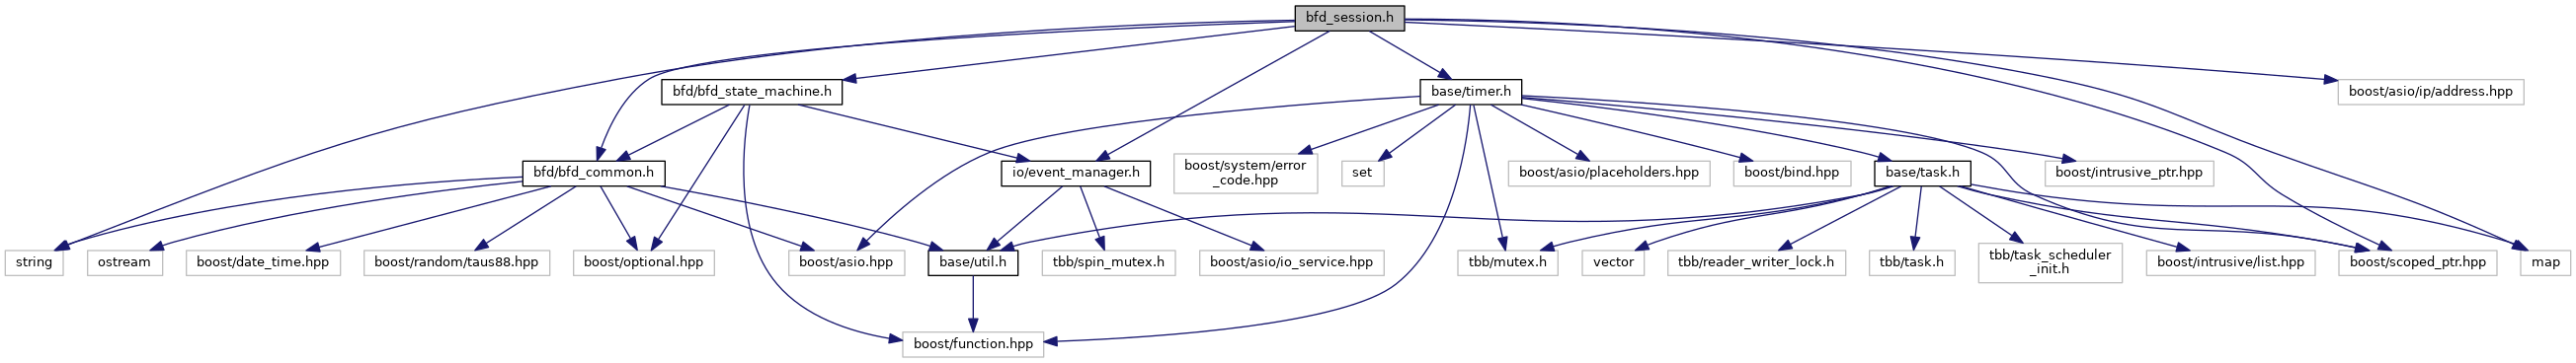 bfd_session.h
bfd/bfd_state_machine.h
base/timer.h
boost/asio/ip/address.hpp
bfd/bfd_common.h
io/event_manager.h
boost/system/error
_code.hpp
set
boost/asio/placeholders.hpp
boost/bind.hpp
base/task.h
boost/intrusive_ptr.hpp
string
ostream
boost/date_time.hpp
boost/random/taus88.hpp
boost/optional.hpp
boost/asio.hpp
base/util.h
tbb/spin_mutex.h
boost/asio/io_service.hpp
tbb/mutex.h
vector
tbb/reader_writer_lock.h
tbb/task.h
tbb/task_scheduler
_init.h
boost/intrusive/list.hpp
boost/scoped_ptr.hpp
map
boost/function.hpp